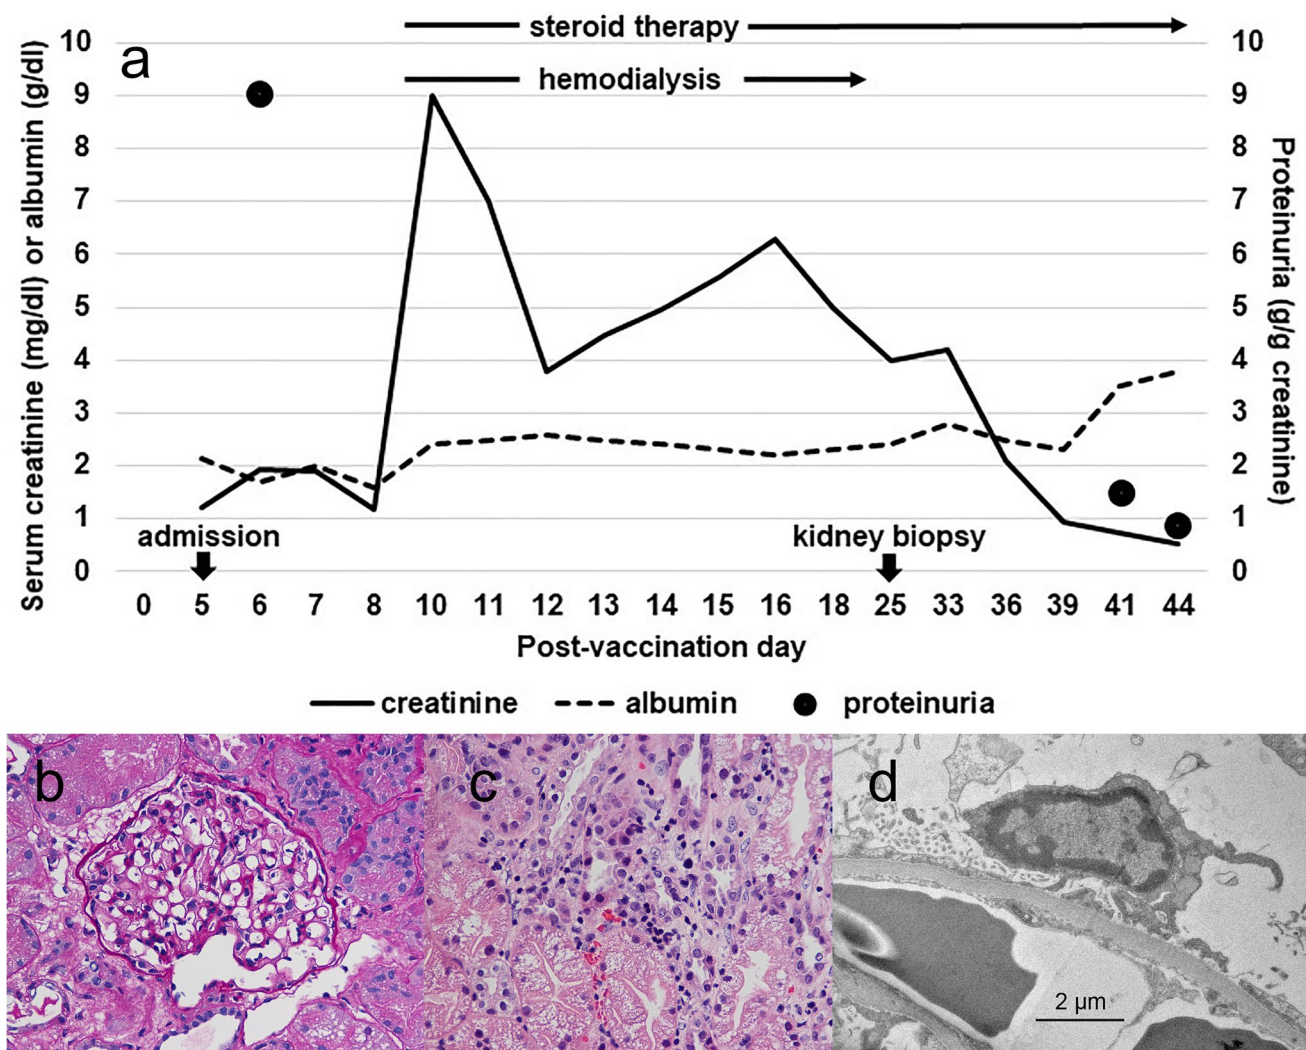 steroid therapy
hemodialysis
a
Serum creatinine (mg/dl) or albumin (g/dl)
10
9
8
7
6
5
4
3
2
1
0
10
9
8
7
6
5
4
3
2
1
0
Proteinuria (g/g creatinine)
admission
kidney biopsy
0 5 6 7 8 10 11 12 13 14 15 16 18 25 33 36 39 41 44
Post-vaccination day
creatinine albumin proteinuria
b
c
d
2 µm